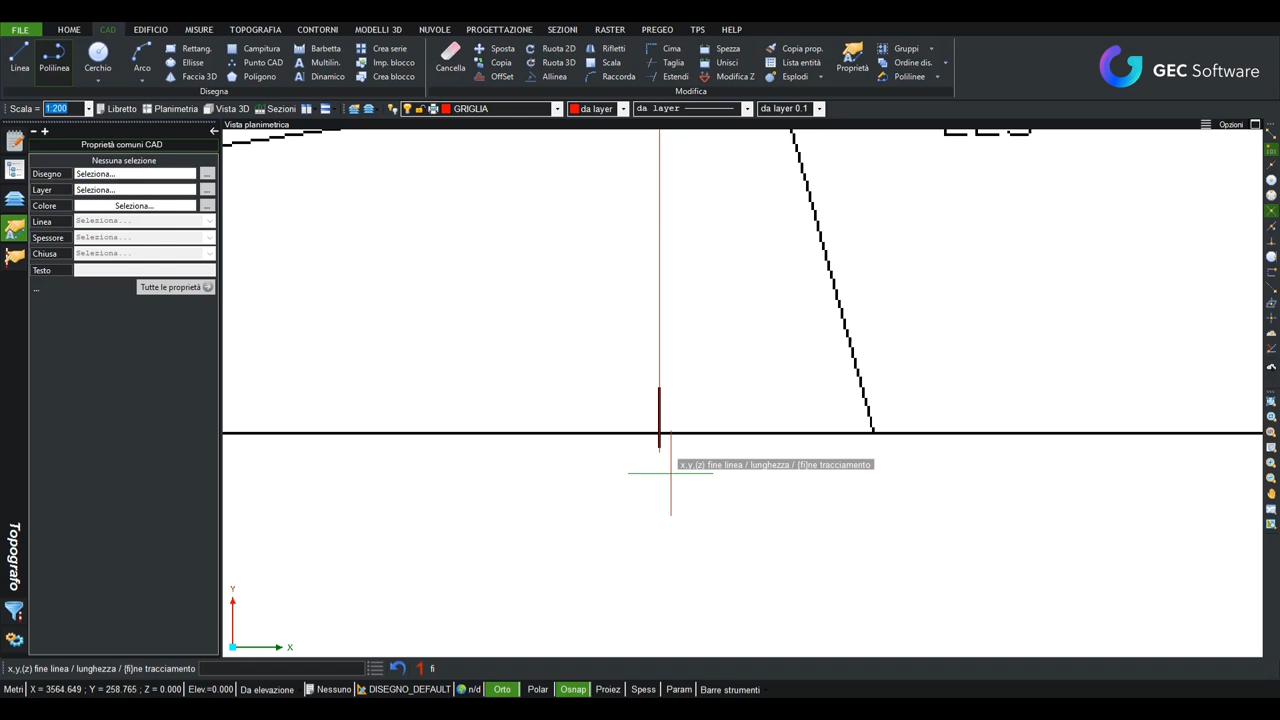 FILE HOME CAD EDIFICIO MISURE TOPOGRAFIA CONTORNI MODELLI 3D NUVOLE PROGETTAZIONE SEZIONI RASTER PREGEO TPS HELP
Rettang. Campitura Barbetta Crea serie Sposta Ruota 2D Rifletti Cima Spezza Copia prop. Gruppi
Linea Polilinea Cerchio Arco Ellisse Punto CAD Multilin. Imp. blocco Cancella Copia Ruota 3D Scala Taglia Unisci Lista entità Proprietà Ordine dis.
Faccia 3D Poligono Dinamico Crea blocco OffSet Allinea Raccorda Estendi Modifica Z Esplodi Polilinee
Disegna Modifica
GEC Software
Scala = 1:200 Libretto Planimetria Vista 3D Sezioni GRIGLIA da layer da layer da layer 0.1
Vista planimetrica Opzioni
Proprietà comuni CAD
Nessuna selezione
Disegno Seleziona... ...
Layer Seleziona... ...
Colore Seleziona... ...
Linea Seleziona...
Spessore Seleziona...
Chiusa Seleziona...
Testo
... Tutte le proprietà
x,y,(z) fine linea / lunghezza / {fi}ne tracciamento
Topografo
Y
X
x,y,(z) fine linea / lunghezza / {fi}ne tracciamento fi
Metri X = 3564.649 ; Y = 258.765 ; Z = 0.000 Elev.=0.000 Da elevazione Nessuno DISEGNO_DEFAULT n/d Orto Polar Osnap Proiez Spess Param Barre strumenti